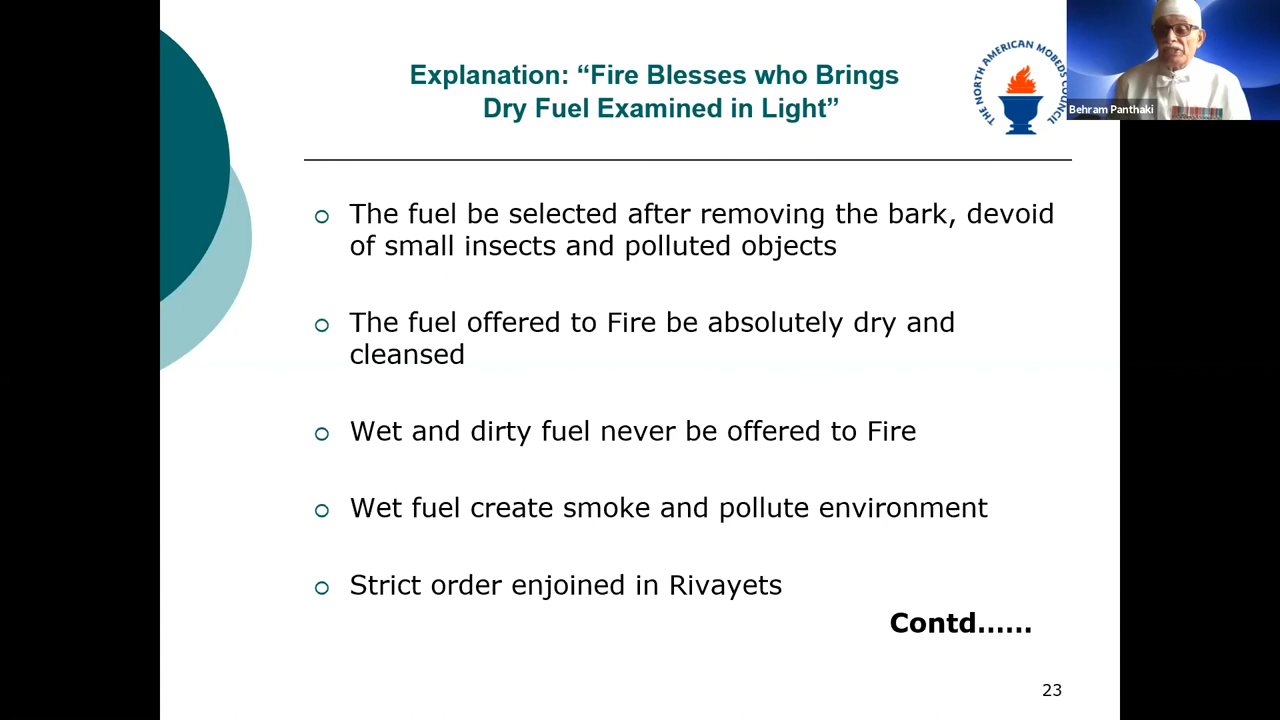 Explanation: “Fire Blesses who Brings
Dry Fuel Examined in Light”
THE NORTH AMERICAN MOBEDS COUNCIL
Behram Panthaki
The fuel be selected after removing the bark, devoid
of small insects and polluted objects
The fuel offered to Fire be absolutely dry and
cleansed
Wet and dirty fuel never be offered to Fire
Wet fuel create smoke and pollute environment
Strict order enjoined in Rivayets
Contd......
23